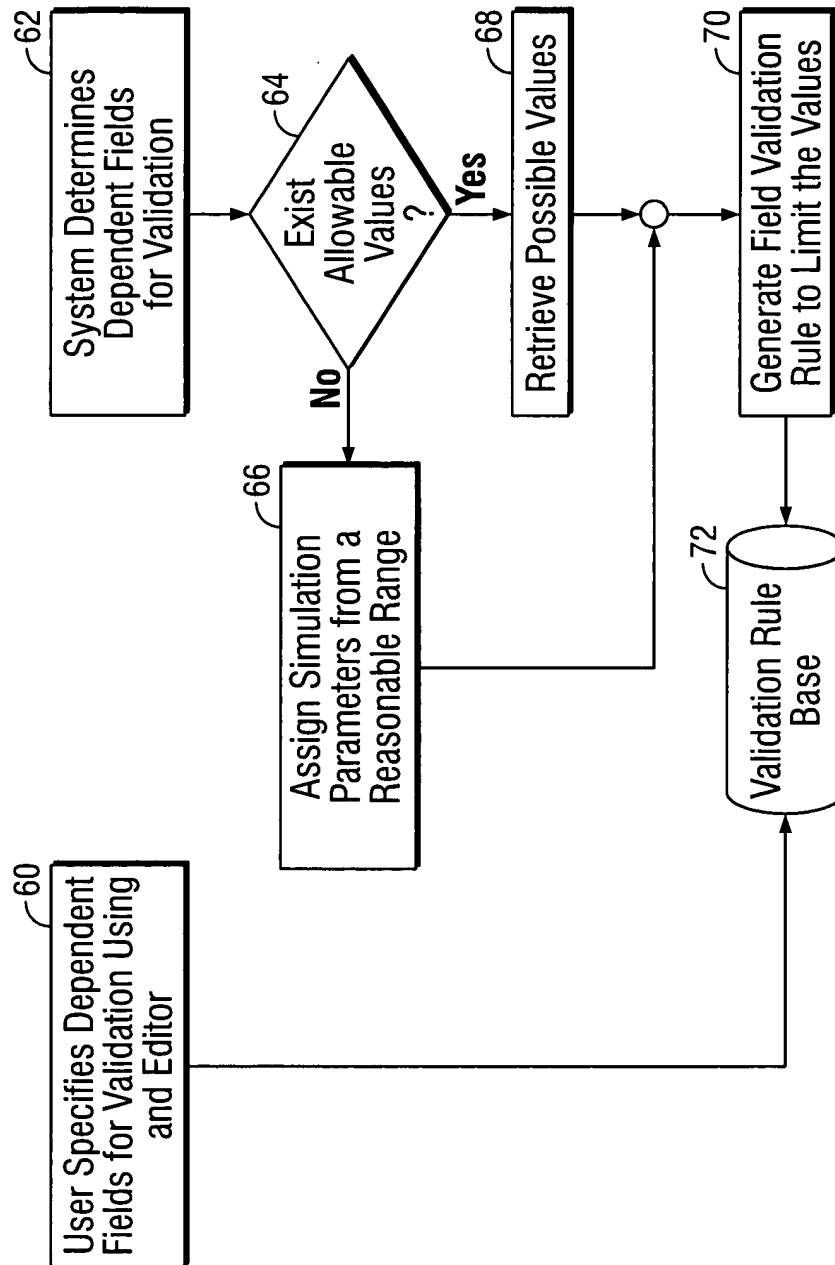 60
User Specifies Dependent
Fields for Validation Using
and Editor
62
System Determines
Dependent Fields
for Validation
64
Exist
Allowable
Values
?
No
Yes
66
Assign Simulation
Parameters from a
Reasonable Range
68
Retrieve Possible Values
70
Generate Field Validation
Rule to Limit the Values
72
Validation Rule
Base